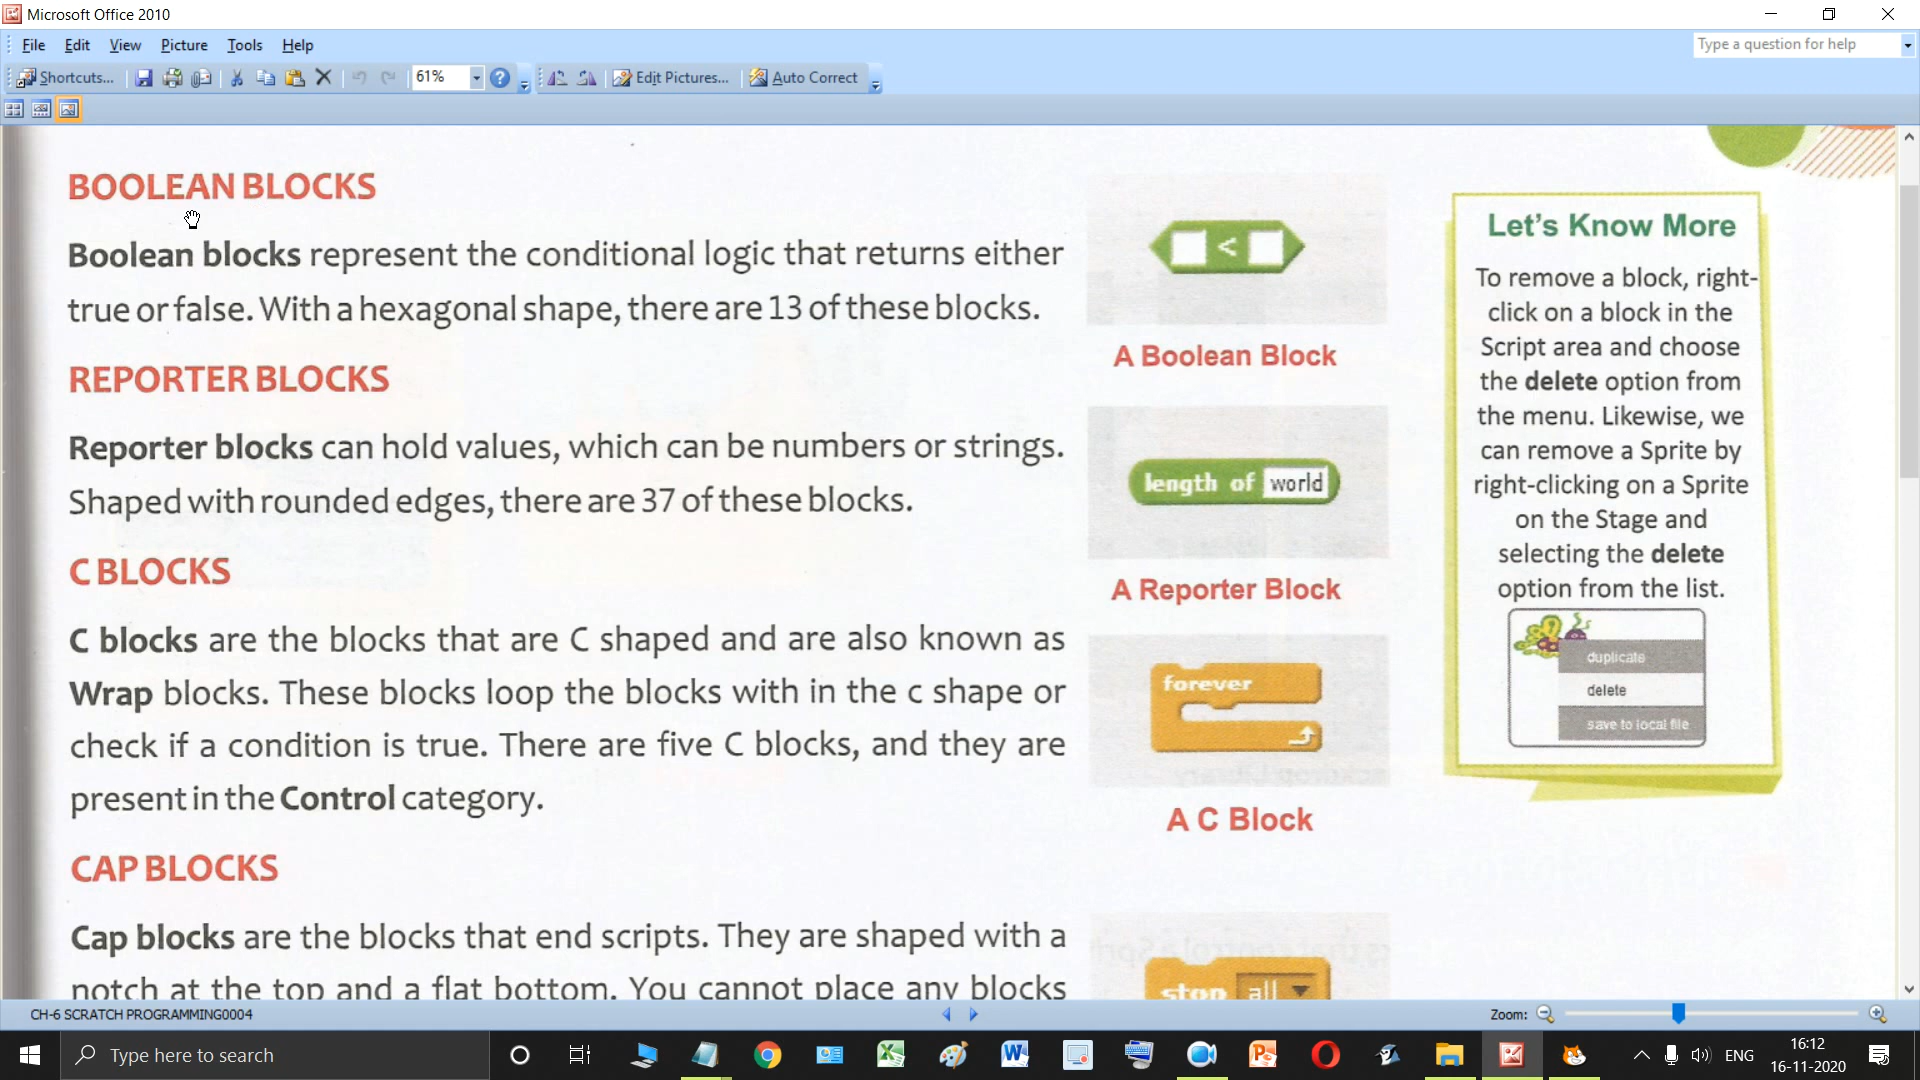 Microsoft Office 2010
File Edit View Picture Tools Help
Type a question for help
Shortcuts...
61%
Edit Pictures...
Auto Correct
BOOLEAN BLOCKS
Boolean blocks represent the conditional logic that returns either
true or false. With a hexagonal shape, there are 13 of these blocks.
REPORTER BLOCKS
Reporter blocks can hold values, which can be numbers or strings.
Shaped with rounded edges, there are 37 of these blocks.
C BLOCKS
C blocks are the blocks that are C shaped and are also known as
Wrap blocks. These blocks loop the blocks with in the c shape or
check if a condition is true. There are five C blocks, and they are
present in the Control category.
CAP BLOCKS
Cap blocks are the blocks that end scripts. They are shaped with a
notch at the top and a flat bottom. You cannot place any blocks
<
A Boolean Block
length of world
A Reporter Block
forever
A C Block
stop all
Let's Know More
To remove a block, right-
click on a block in the
Script area and choose
the delete option from
the menu. Likewise, we
can remove a Sprite by
right-clicking on a Sprite
on the Stage and
selecting the delete
option from the list.
duplicate
delete
save to local file
CH-6 SCRATCH PROGRAMMING0004
Zoom:
Type here to search
ENG
16:12
16-11-2020